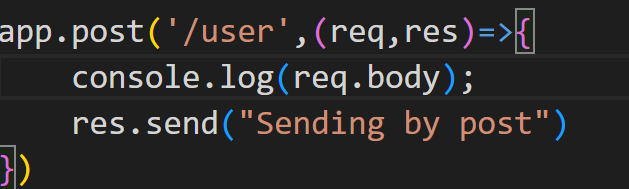 app.post('/user',(req,res)=>{
    console.log(req.body);
    res.send("Sending by post")
})